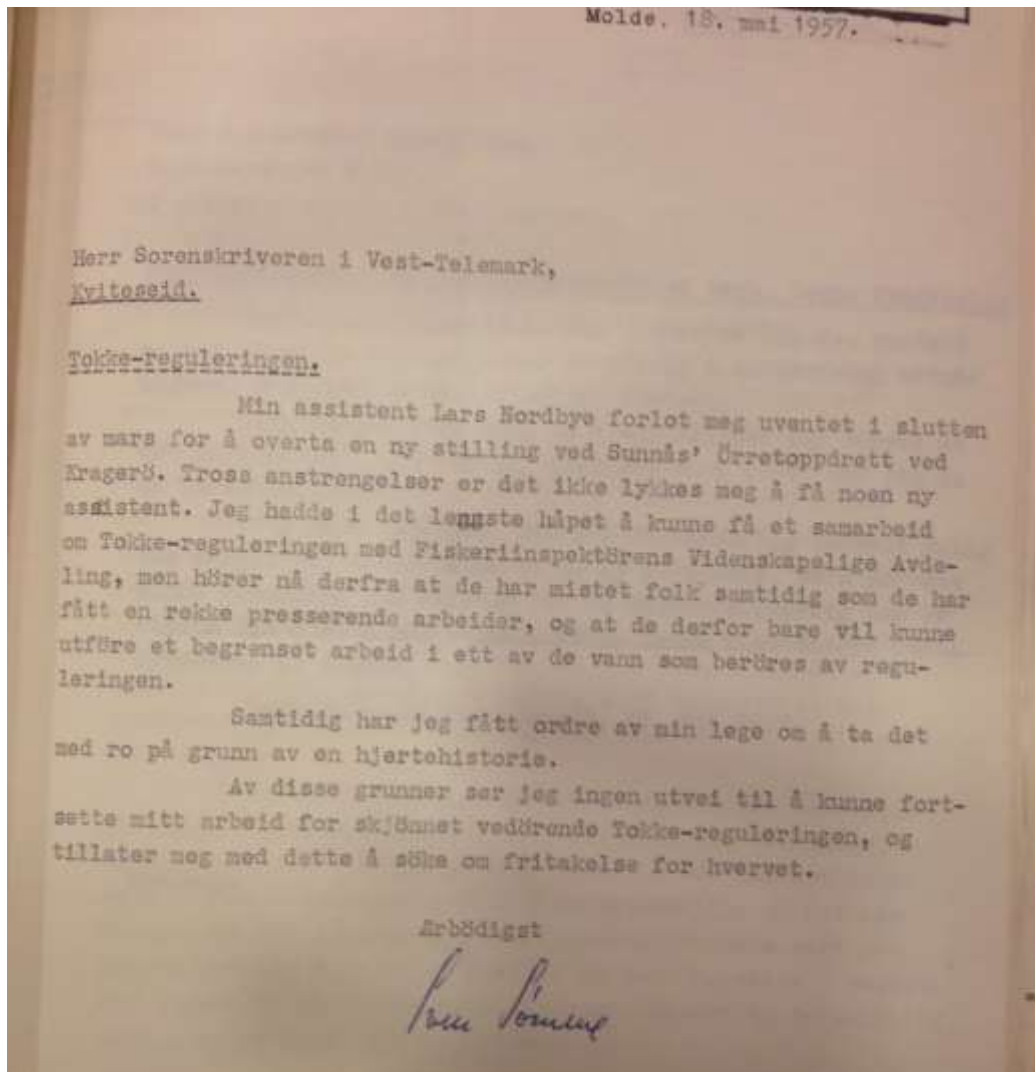 Molde. 18. mai 1957.
Herr Sorenskriveren i Vest-Telemark,
Kviteseid.
Tokke-reguleringen.
Min assistent Lars Nordbye forlot meg uventet i slutten
av mars for å overta en ny stilling ved Sunnås' Örretoppdrett ved
Kragerö. Tross anstrengelser er det ikke lykkes meg å få noen ny
assistent. Jeg hadde i det lengste håpet å kunne få et samarbeid
om Tokke-reguleringen med Fiskeriinspektörens Videnskapelige Avde-
ling, men hörer nå derfra at de har mistet folk samtidig som de har
fått en rekke presserende arbeider, og at de derfor bare vil kunne
utföre et begrenset arbeid i ett av de vann som beröres av regu-
leringen.
Samtidig har jeg fått ordre av min lege om å ta det
med ro på grunn av en hjertehistorie.
Av disse grunner ser jeg ingen utvei til å kunne fort-
sette mitt arbeid for skjönnet vedörende Tokke-reguleringen, og
tillater meg med dette å söke om fritakelse for hvervet.
Ærbödigst
Sven Sömme